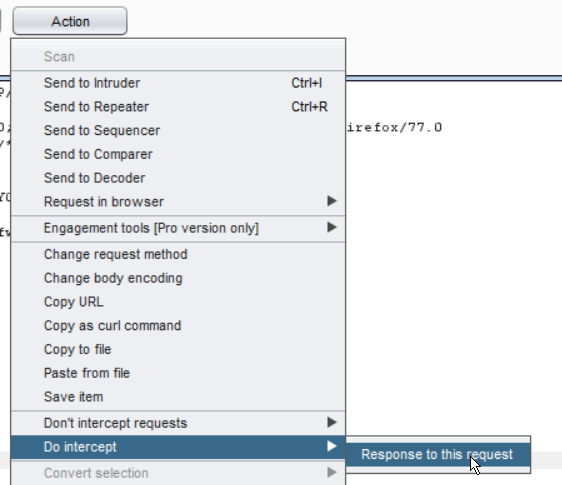 Action
Scan
Send to Intruder Ctrl+I
Send to Repeater Ctrl+R
Send to Sequencer irefox/77.0
Send to Comparer
Send to Decoder
Request in browser
Engagement tools [Pro version only]
Change request method
Change body encoding
Copy URL
Copy as curl command
Copy to file
Paste from file
Save item
Don't intercept requests
Do intercept
Response to this request
Convert selection